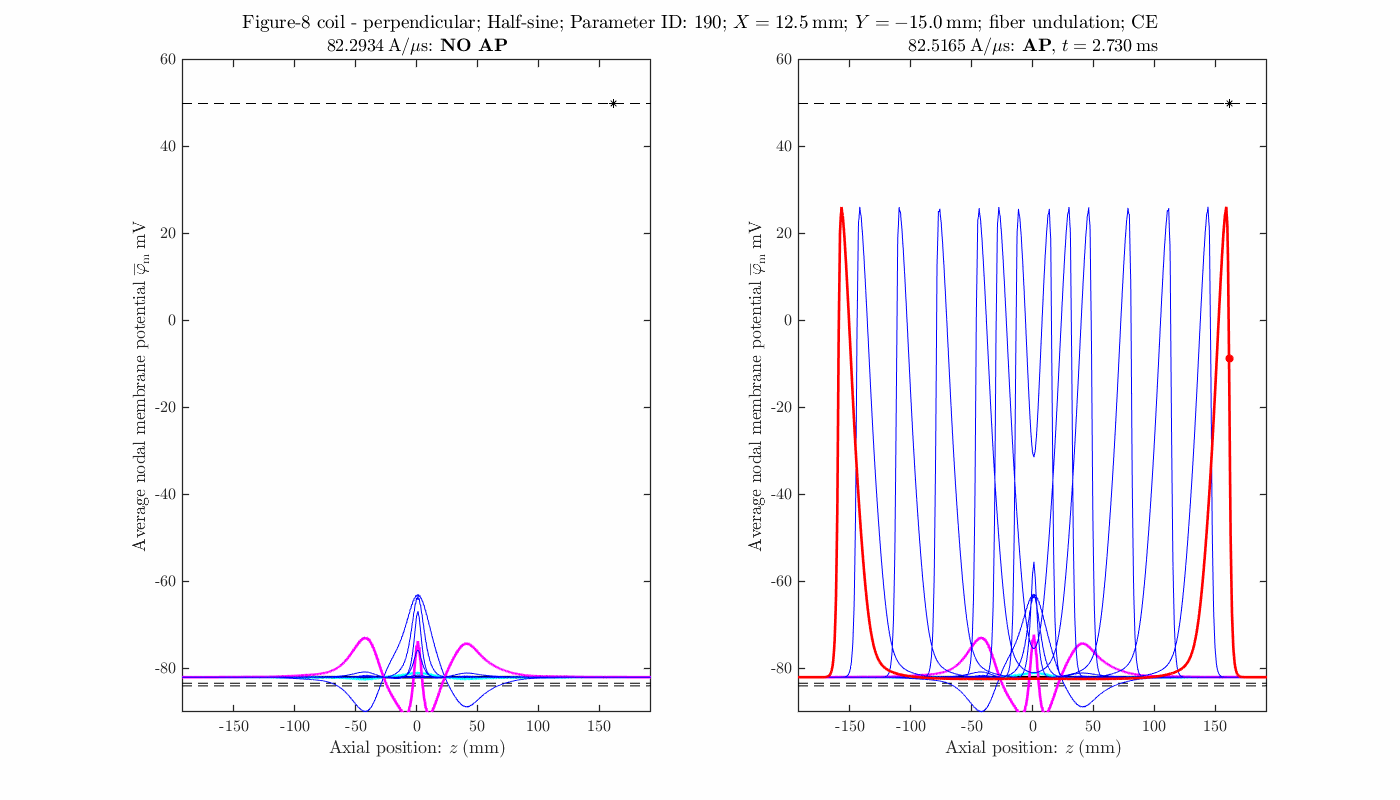 Figure-8 coil - perpendicular; Half-sine; Parameter ID: 190; X = 12.5 mm; Y = −15.0 mm; fiber undulation; CE
82.2934 A/μs: NO AP
60
40
20
0
-20
-40
-60
-80
-150 -100 -50 0 50 100 150
Axial position: z (mm)
Average nodal membrane potential φ̅m mV
82.5165 A/μs: AP, t = 2.730 ms
60
40
20
0
-20
-40
-60
-80
-150 -100 -50 0 50 100 150
Axial position: z (mm)
Average nodal membrane potential φ̅m mV